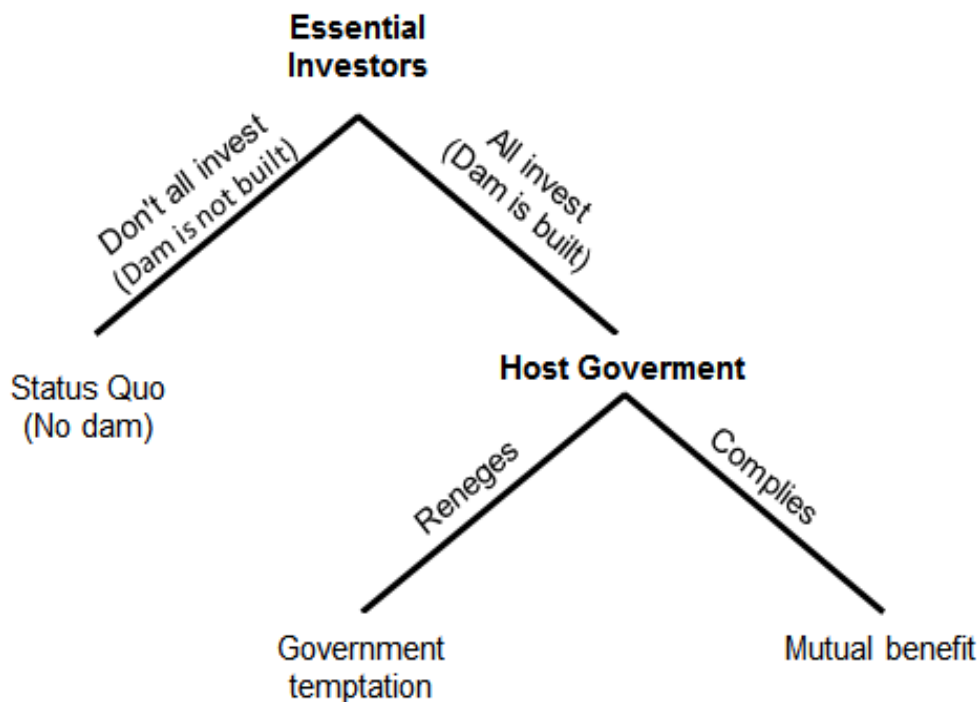 Essential
Investors
Don't all invest
(Dam is not built)
All invest
(Dam is built)
Status Quo
(No dam)
Host Goverment
Reneges
Complies
Government
temptation
Mutual benefit